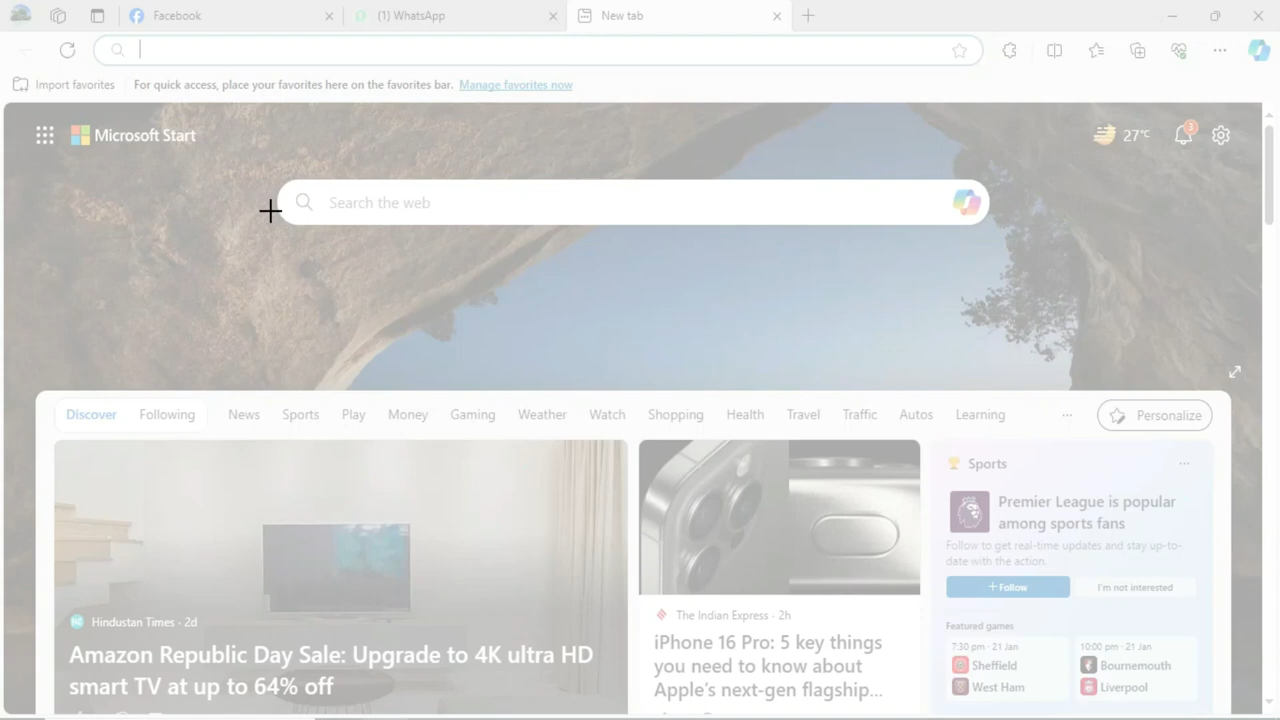 Facebook
(1) WhatsApp
New tab
Import favorites
For quick access, place your favorites here on the favorites bar. Manage favorites now
Microsoft Start
27°C
3
Search the web
Discover
Following
News
Sports
Play
Money
Gaming
Weather
Watch
Shopping
Health
Travel
Traffic
Autos
Learning
...
Personalize
Hindustan Times · 2d
Amazon Republic Day Sale: Upgrade to 4K ultra HD
smart TV at up to 64% off
The Indian Express · 2h
iPhone 16 Pro: 5 key things
you need to know about
Apple's next-gen flagship...
Sports
Premier League is popular
among sports fans
Follow to get real-time updates and stay up-to-
date with the action.
+ Follow
I'm not interested
Featured games
7:30 pm · 21 Jan
Sheffield
West Ham
10:00 pm · 21 Jan
Bournemouth
Liverpool